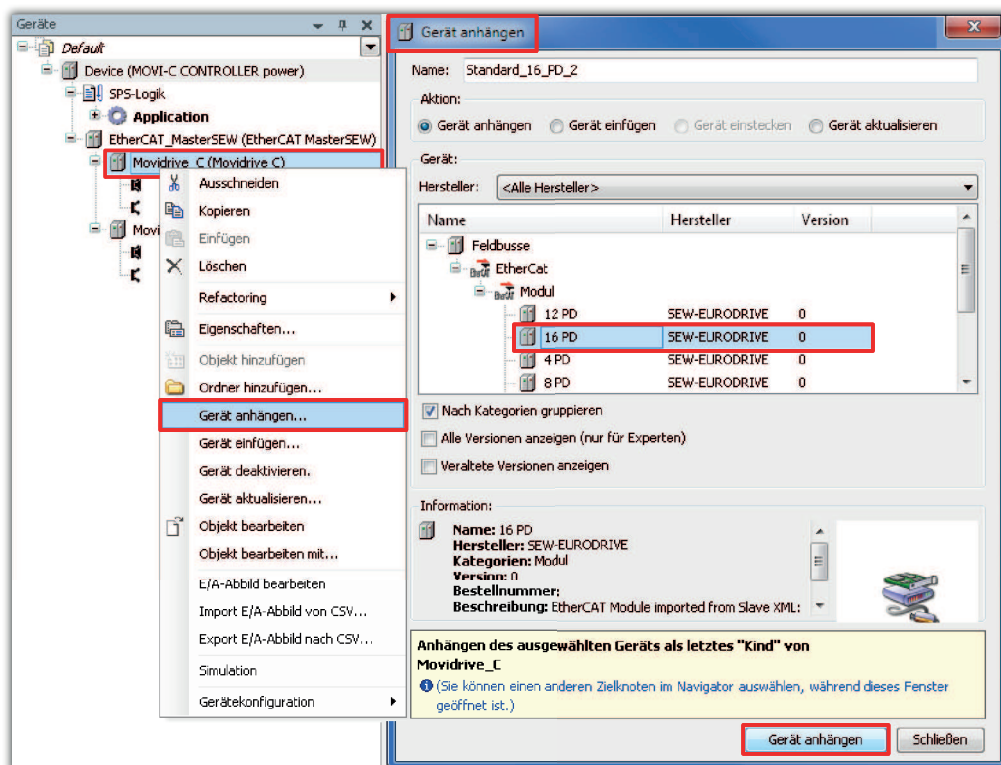 Geräte
Default
Device (MOVI-C CONTROLLER power)
SPS-Logik
Application
EtherCAT_MasterSEW (EtherCAT MasterSEW)
Movidrive_C (Movidrive C)
Movi
Ausschneiden
Kopieren
Einfügen
Löschen
Refactoring
Eigenschaften...
Objekt hinzufügen
Ordner hinzufügen...
Gerät anhängen...
Gerät einfügen...
Gerät deaktivieren.
Gerät aktualisieren...
Objekt bearbeiten
Objekt bearbeiten mit...
E/A-Abbild bearbeiten
Import E/A-Abbild von CSV...
Export E/A-Abbild nach CSV...
Simulation
Gerätekonfiguration
Gerät anhängen
Name: Standard_16_PD_2
Aktion:
Gerät anhängen Gerät einfügen Gerät einstecken Gerät aktualisieren
Gerät:
Hersteller: <Alle Hersteller>
Name Hersteller Version
Feldbusse
EtherCat
Modul
12 PD SEW-EURODRIVE 0
16 PD SEW-EURODRIVE 0
4 PD SEW-EURODRIVE 0
8 PD SEW-EURODRIVE 0
Nach Kategorien gruppieren
Alle Versionen anzeigen (nur für Experten)
Veraltete Versionen anzeigen
Information:
Name: 16 PD
Hersteller: SEW-EURODRIVE
Kategorien: Modul
Version: 0
Bestellnummer:
Beschreibung: EtherCAT Module imported from Slave XML:
Anhängen des ausgewählten Geräts als letztes "Kind" von
Movidrive_C
(Sie können einen anderen Zielknoten im Navigator auswählen, während dieses Fenster
geöffnet ist.)
Gerät anhängen Schließen